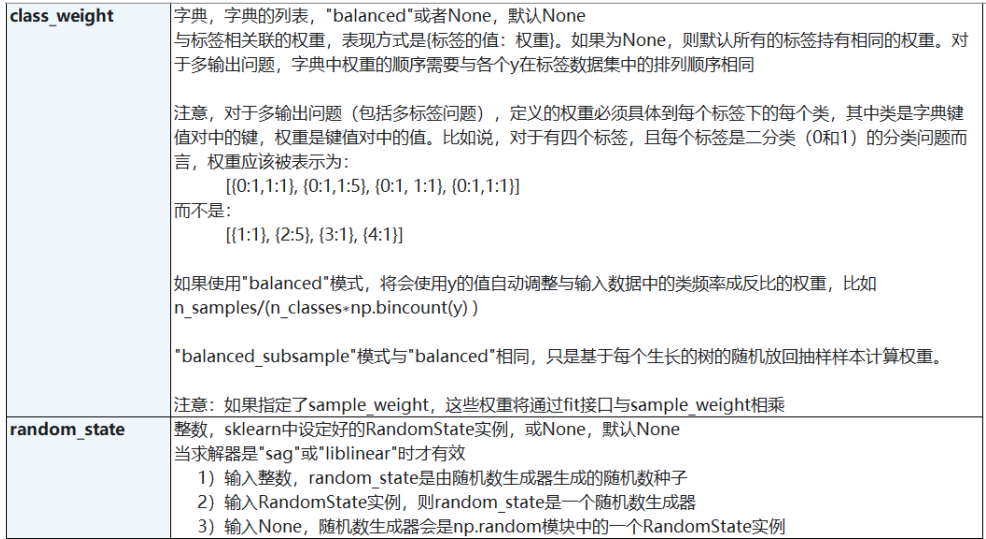 class_weight
字典，字典的列表，"balanced"或者None，默认None
与标签相关联的权重，表现方式是{标签的值：权重}。如果为None，则默认所有的标签持有相同的权重。对
于多输出问题，字典中权重的顺序需要与各个y在标签数据集中的排列顺序相同
注意，对于多输出问题（包括多标签问题），定义的权重必须具体到每个标签下的每个类，其中类是字典键
值对中的键，权重是键值对中的值。比如说，对于有四个标签，且每个标签是二分类（0和1）的分类问题而
言，权重应该被表示为：
[{0:1,1:1}, {0:1,1:5}, {0:1, 1:1}, {0:1,1:1}]
而不是：
[{1:1}, {2:5}, {3:1}, {4:1}]
如果使用"balanced"模式，将会使用y的值自动调整与输入数据中的类频率成反比的权重，比如
n_samples/(n_classes*np.bincount(y) )
"balanced_subsample"模式与"balanced"相同，只是基于每个生长的树的随机放回抽样样本计算权重。
注意：如果指定了sample_weight，这些权重将通过fit接口与sample_weight相乘
random_state
整数，sklearn中设定好的RandomState实例，或None，默认None
当求解器是"sag"或"liblinear"时才有效
1）输入整数，random_state是由随机数生成器生成的随机数种子
2）输入RandomState实例，则random_state是一个随机数生成器
3）输入None，随机数生成器会是np.random模块中的一个RandomState实例